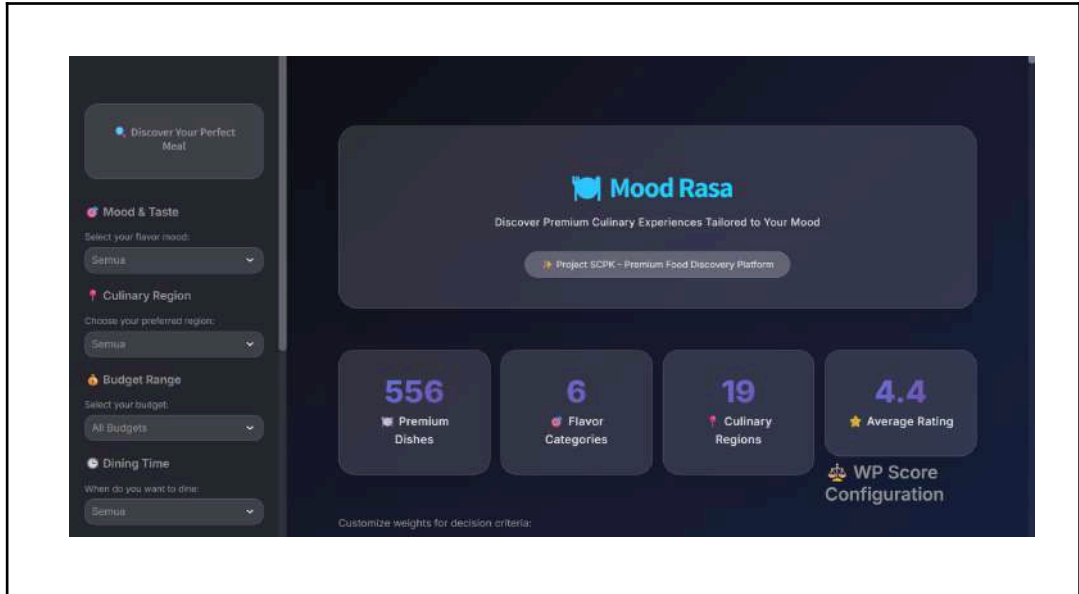 🔍 Discover Your Perfect
Meal
🎯 Mood & Taste
Select your flavor mood:
Semua
📍 Culinary Region
Choose your preferred region:
Semua
💰 Budget Range
Select your budget:
All Budgets
🕒 Dining Time
When do you want to dine:
Semua
🍽️ Mood Rasa
Discover Premium Culinary Experiences Tailored to Your Mood
✨ Project SCPK - Premium Food Discovery Platform
556
🍽️ Premium
Dishes
6
🎯 Flavor
Categories
19
📍 Culinary
Regions
4.4
⭐ Average Rating
⚖️ WP Score
Configuration
Customize weights for decision criteria: